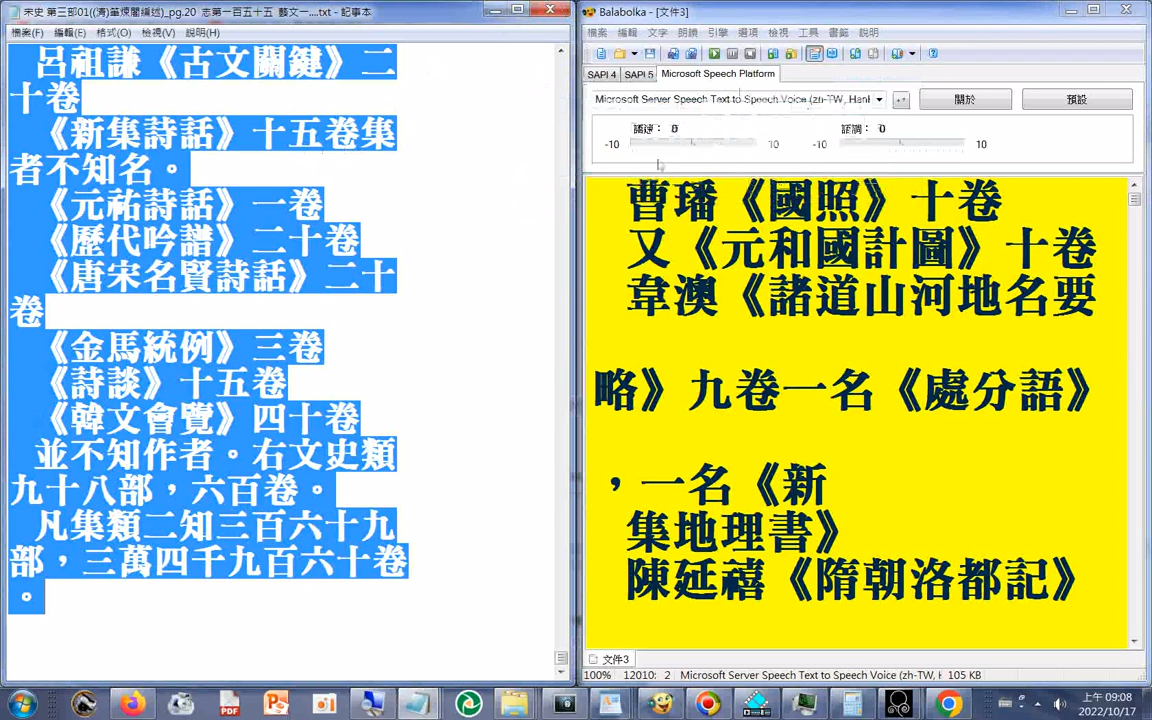 宋史 第三部01((清)葦煙閣編述)_pg.20 志第一百五十五 藝文一....txt - 記事本
檔案(F) 編輯(E) 格式(O) 檢視(V) 說明(H)
呂祖謙《古文關鍵》二
十卷
《新集詩話》十五卷集
者不知名。
《元祐詩話》一卷
《歷代吟譜》二十卷
《唐宋名賢詩話》二十
卷
《金馬統例》三卷
《詩談》十五卷
《韓文會覽》四十卷
並不知作者。右文史類
九十八部，六百卷。
凡集類二知三百六十九
部，三萬四千九百六十卷
。
Balabolka - [文件3]
檔案 編輯 文字 朗讀 引擎 選項 檢視 工具 書籤 說明
SAPI 4 SAPI 5 Microsoft Speech Platform
Microsoft Server Speech Text to Speech Voice (zh-TW, Hanl
關於 預設
語速： 0 語調： 0
-10 10 -10 10
曹璠《國照》十卷
又《元和國計圖》十卷
韋澳《諸道山河地名要
略》九卷一名《處分語》
，一名《新
集地理書》
陳延禧《隋朝洛都記》
文件3
100% 12010: 2 Microsoft Server Speech Text to Speech Voice (zh-TW, H 105 KB
上午 09:08
2022/10/17